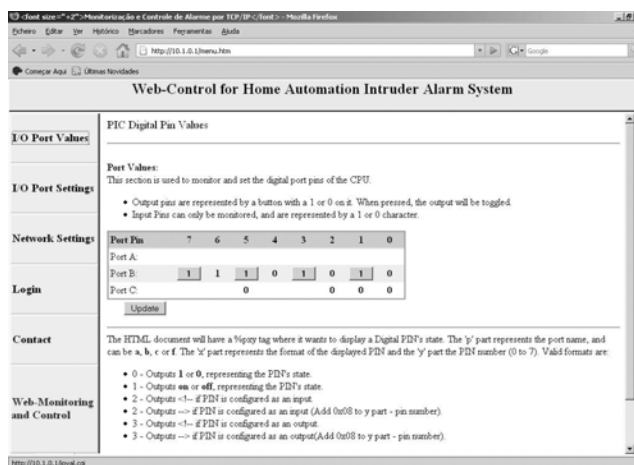 <font size="+2">Monitorização e Controle de Alarme por TCP/IP</font> - Mozilla Firefox
Ficheiro Editar Ver Histórico Marcadores Ferramentas Ajuda
http://10.1.0.1/menu.htm
Google
Começar Aqui Últimas Novidades
Web-Control for Home Automation Intruder Alarm System
I/O Port Values
I/O Port Settings
Network Settings
Login
Contact
Web-Monitoring
and Control
PIC Digital Pin Values
Port Values:
This section is used to monitor and set the digital port pins of the CPU.
Output pins are represented by a button with a 1 or 0 on it. When pressed, the output will be toggled.
Input Pins can only be monitored, and are represented by a 1 or 0 character.
Port Pin 7 6 5 4 3 2 1 0
Port A:
Port B: 1 1 1 0 1 0 1 0
Port C: 0 0 0 0
Update
The HTML document will have a %pxy tag where it wants to display a Digital PIN's state. The 'p' part represents the port name, and
can be a, b, c or f. The 'x' part represents the format of the displayed PIN and the 'y' part the PIN number (0 to 7). Valid formats are:
0 - Outputs 1 or 0, representing the PIN's state.
1 - Outputs on or off, representing the PIN's state.
2 - Outputs <!-- if PIN is configured as an input.
2 - Outputs --> if PIN is configured as an input (Add 0x08 to y part - pin number).
3 - Outputs <!-- if PIN is configured as an output.
3 - Outputs --> if PIN is configured as an output(Add 0x08 to y part - pin number).
http://10.1.0.1/ioval.cgi